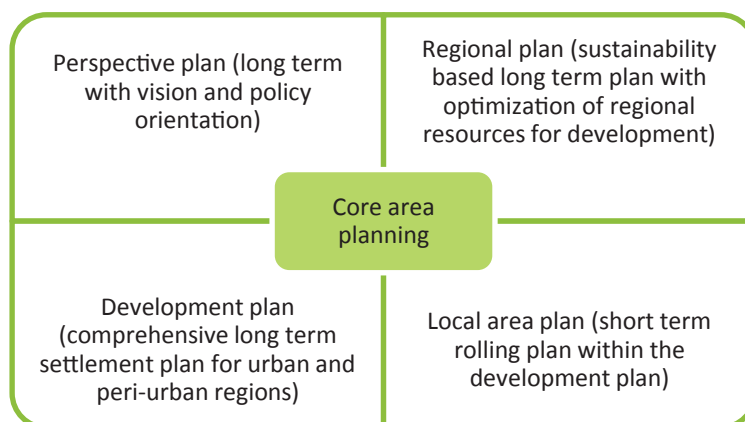 Perspective plan (long term
with vision and policy
orientation)
Regional plan (sustainability
based long term plan with
optimization of regional
resources for development)
Core area
planning
Development plan
(comprehensive long term
settlement plan for urban and
peri-urban regions)
Local area plan (short term
rolling plan within the
development plan)